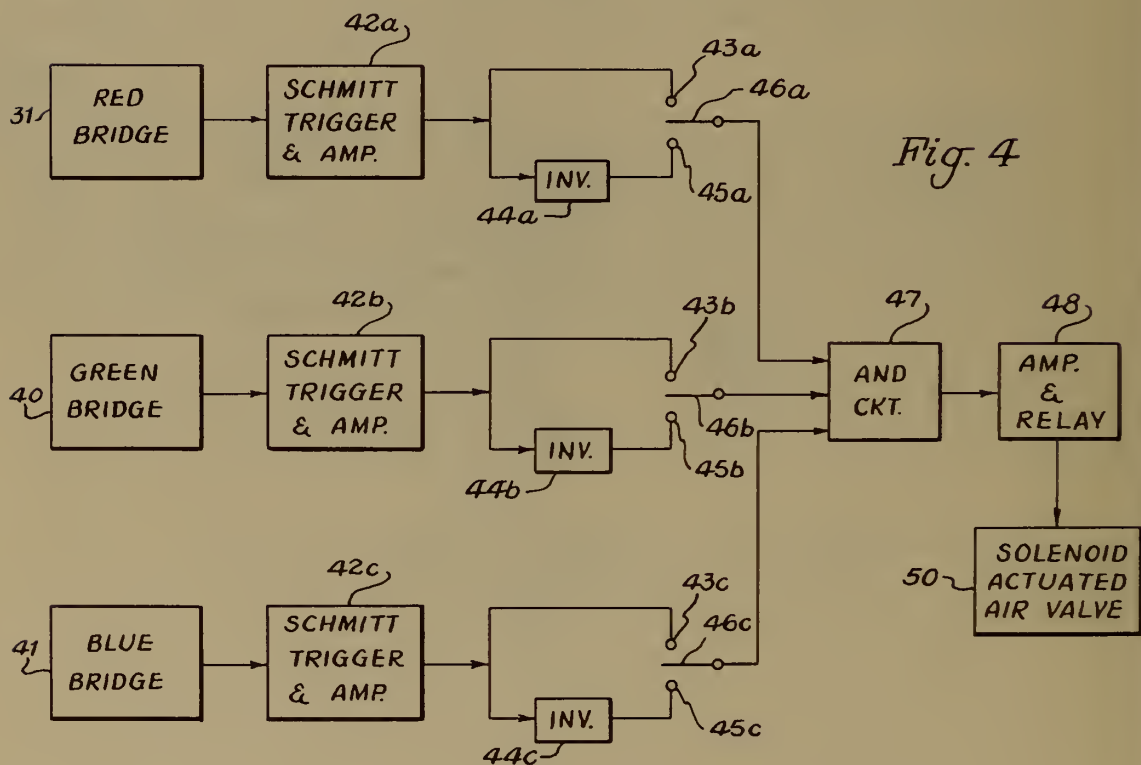 42a
43a
31
RED
BRIDGE
SCHMITT
TRIGGER
& AMP.
46a
INV.
44a
45a
Fig. 4
42b
43b
47
48
40
GREEN
BRIDGE
SCHMITT
TRIGGER
& AMP.
46b
INV.
44b
45b
AND
CKT.
AMP.
&
RELAY
42c
43c
41
BLUE
BRIDGE
SCHMITT
TRIGGER
& AMP.
46c
INV.
44c
45c
50
SOLENOID
ACTUATED
AIR VALVE